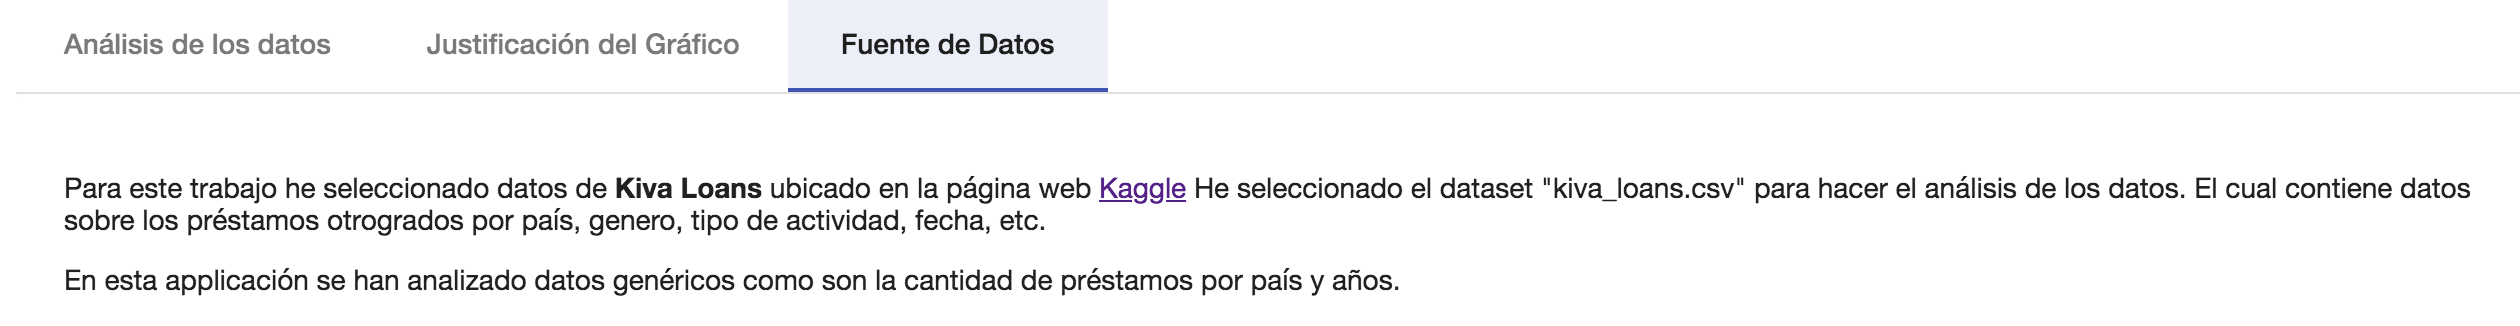 Análisis de los datos
Justificación del Gráfico
Fuente de Datos
Para este trabajo he seleccionado datos de Kiva Loans ubicado en la página web Kaggle He seleccionado el dataset "kiva_loans.csv" para hacer el análisis de los datos. El cual contiene datos
sobre los préstamos otrogrados por país, genero, tipo de actividad, fecha, etc.
En esta applicación se han analizado datos genéricos como son la cantidad de préstamos por país y años.